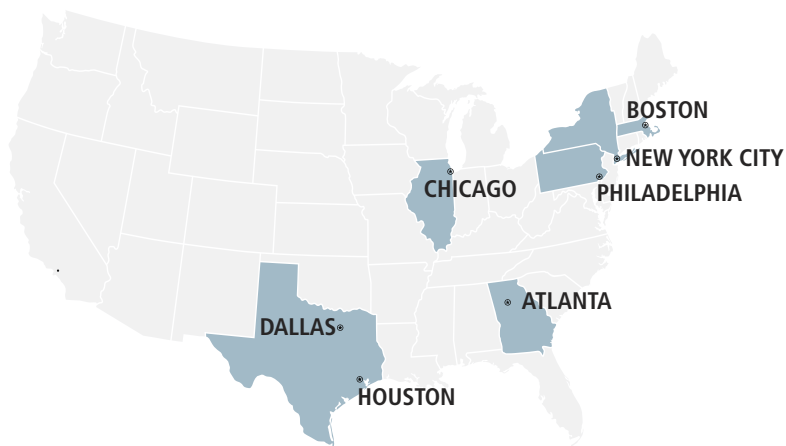 BOSTON
NEW YORK CITY
CHICAGO
PHILADELPHIA
ATLANTA
DALLAS
HOUSTON